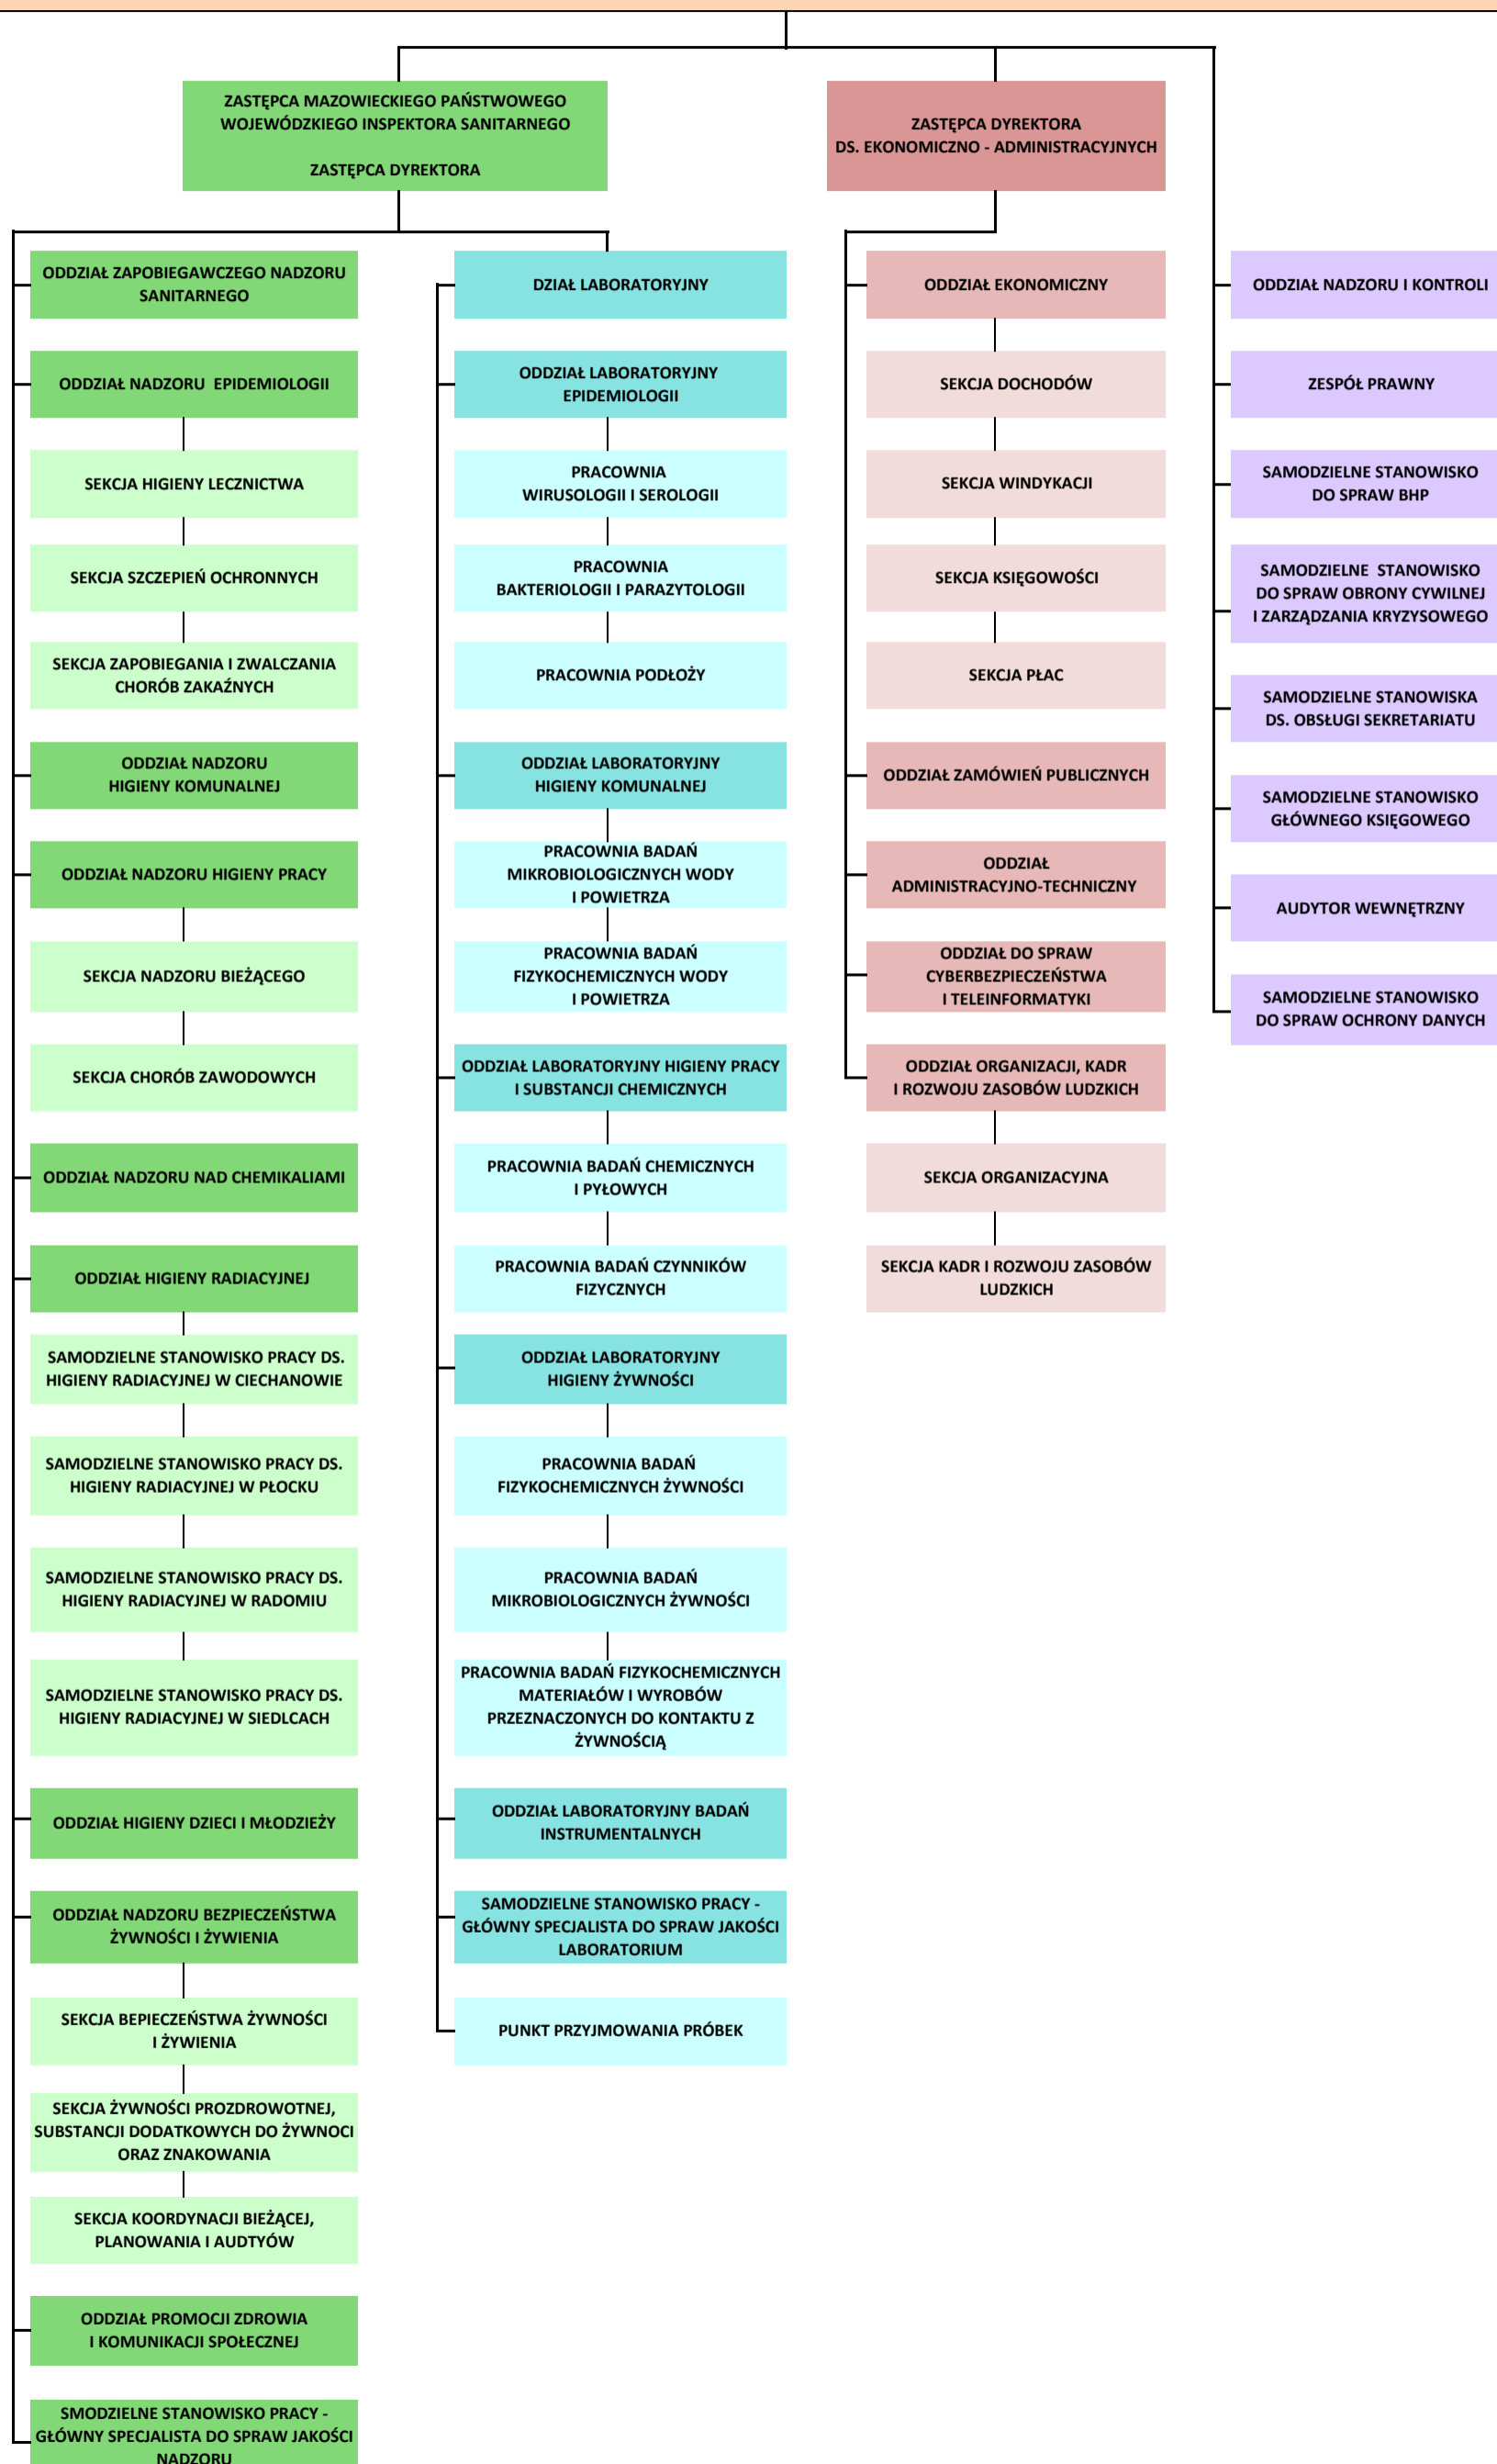 ZASTĘPCA MAZOWIECKIEGO PAŃSTWOWEGO
WOJEWÓDZKIEGO INSPEKTORA SANITARNEGO
ZASTĘPCA DYREKTORA
ZASTĘPCA DYREKTORA
DS. EKONOMICZNO - ADMINISTRACYJNYCH
ODDZIAŁ ZAPOBIEGAWCZEGO NADZORU
SANITARNEGO
ODDZIAŁ NADZORU  EPIDEMIOLOGII
SEKCJA HIGIENY LECZNICTWA
SEKCJA SZCZEPIEŃ OCHRONNYCH
SEKCJA ZAPOBIEGANIA I ZWALCZANIA
CHORÓB ZAKAŹNYCH
ODDZIAŁ NADZORU
HIGIENY KOMUNALNEJ
ODDZIAŁ NADZORU HIGIENY PRACY
SEKCJA NADZORU BIEŻĄCEGO
SEKCJA CHORÓB ZAWODOWYCH
ODDZIAŁ NADZORU NAD CHEMIKALIAMI
ODDZIAŁ HIGIENY RADIACYJNEJ
SAMODZIELNE STANOWISKO PRACY DS.
HIGIENY RADIACYJNEJ W CIECHANOWIE
SAMODZIELNE STANOWISKO PRACY DS.
HIGIENY RADIACYJNEJ W PŁOCKU
SAMODZIELNE STANOWISKO PRACY DS.
HIGIENY RADIACYJNEJ W RADOMIU
SAMODZIELNE STANOWISKO PRACY DS.
HIGIENY RADIACYJNEJ W SIEDLCACH
ODDZIAŁ HIGIENY DZIECI I MŁODZIEŻY
ODDZIAŁ NADZORU BEZPIECZEŃSTWA
ŻYWNOŚCI I ŻYWIENIA
SEKCJA BEPIECZEŃSTWA ŻYWNOŚCI
I ŻYWIENIA
SEKCJA ŻYWNOŚCI PROZDROWOTNEJ,
SUBSTANCJI DODATKOWYCH DO ŻYWNOCI
ORAZ ZNAKOWANIA
SEKCJA KOORDYNACJI BIEŻĄCEJ,
PLANOWANIA I AUDTYÓW
ODDZIAŁ PROMOCJI ZDROWIA
I KOMUNIKACJI SPOŁECZNEJ
SMODZIELNE STANOWISKO PRACY -
GŁÓWNY SPECJALISTA DO SPRAW JAKOŚCI
NADZORU
DZIAŁ LABORATORYJNY
ODDZIAŁ LABORATORYJNY
EPIDEMIOLOGII
PRACOWNIA
WIRUSOLOGII I SEROLOGII
PRACOWNIA
BAKTERIOLOGII I PARAZYTOLOGII
PRACOWNIA PODŁOŻY
ODDZIAŁ LABORATORYJNY
HIGIENY KOMUNALNEJ
PRACOWNIA BADAŃ
MIKROBIOLOGICZNYCH WODY
I POWIETRZA
PRACOWNIA BADAŃ
FIZYKOCHEMICZNYCH WODY
I POWIETRZA
ODDZIAŁ LABORATORYJNY HIGIENY PRACY
I SUBSTANCJI CHEMICZNYCH
PRACOWNIA BADAŃ CHEMICZNYCH
I PYŁOWYCH
PRACOWNIA BADAŃ CZYNNIKÓW
FIZYCZNYCH
ODDZIAŁ LABORATORYJNY
HIGIENY ŻYWNOŚCI
PRACOWNIA BADAŃ
FIZYKOCHEMICZNYCH ŻYWNOŚCI
PRACOWNIA BADAŃ
MIKROBIOLOGICZNYCH ŻYWNOŚCI
PRACOWNIA BADAŃ FIZYKOCHEMICZNYCH
MATERIAŁÓW I WYROBÓW
PRZEZNACZONYCH DO KONTAKTU Z
ŻYWNOŚCIĄ
ODDZIAŁ LABORATORYJNY BADAŃ
INSTRUMENTALNYCH
SAMODZIELNE STANOWISKO PRACY -
GŁÓWNY SPECJALISTA DO SPRAW JAKOŚCI
LABORATORIUM
PUNKT PRZYJMOWANIA PRÓBEK
ODDZIAŁ EKONOMICZNY
SEKCJA DOCHODÓW
SEKCJA WINDYKACJI
SEKCJA KSIĘGOWOŚCI
SEKCJA PŁAC
ODDZIAŁ ZAMÓWIEŃ PUBLICZNYCH
ODDZIAŁ
ADMINISTRACYJNO-TECHNICZNY
ODDZIAŁ DO SPRAW
CYBERBEZPIECZEŃSTWA
I TELEINFORMATYKI
ODDZIAŁ ORGANIZACJI, KADR
I ROZWOJU ZASOBÓW LUDZKICH
SEKCJA ORGANIZACYJNA
SEKCJA KADR I ROZWOJU ZASOBÓW
LUDZKICH
ODDZIAŁ NADZORU I KONTROLI
ZESPÓŁ PRAWNY
SAMODZIELNE STANOWISKO
DO SPRAW BHP
SAMODZIELNE  STANOWISKO
DO SPRAW OBRONY CYWILNEJ
I ZARZĄDZANIA KRYZYSOWEGO
SAMODZIELNE STANOWISKA
DS. OBSŁUGI SEKRETARIATU
SAMODZIELNE STANOWISKO
GŁÓWNEGO KSIĘGOWEGO
AUDYTOR WEWNĘTRZNY
SAMODZIELNE STANOWISKO
DO SPRAW OCHRONY DANYCH